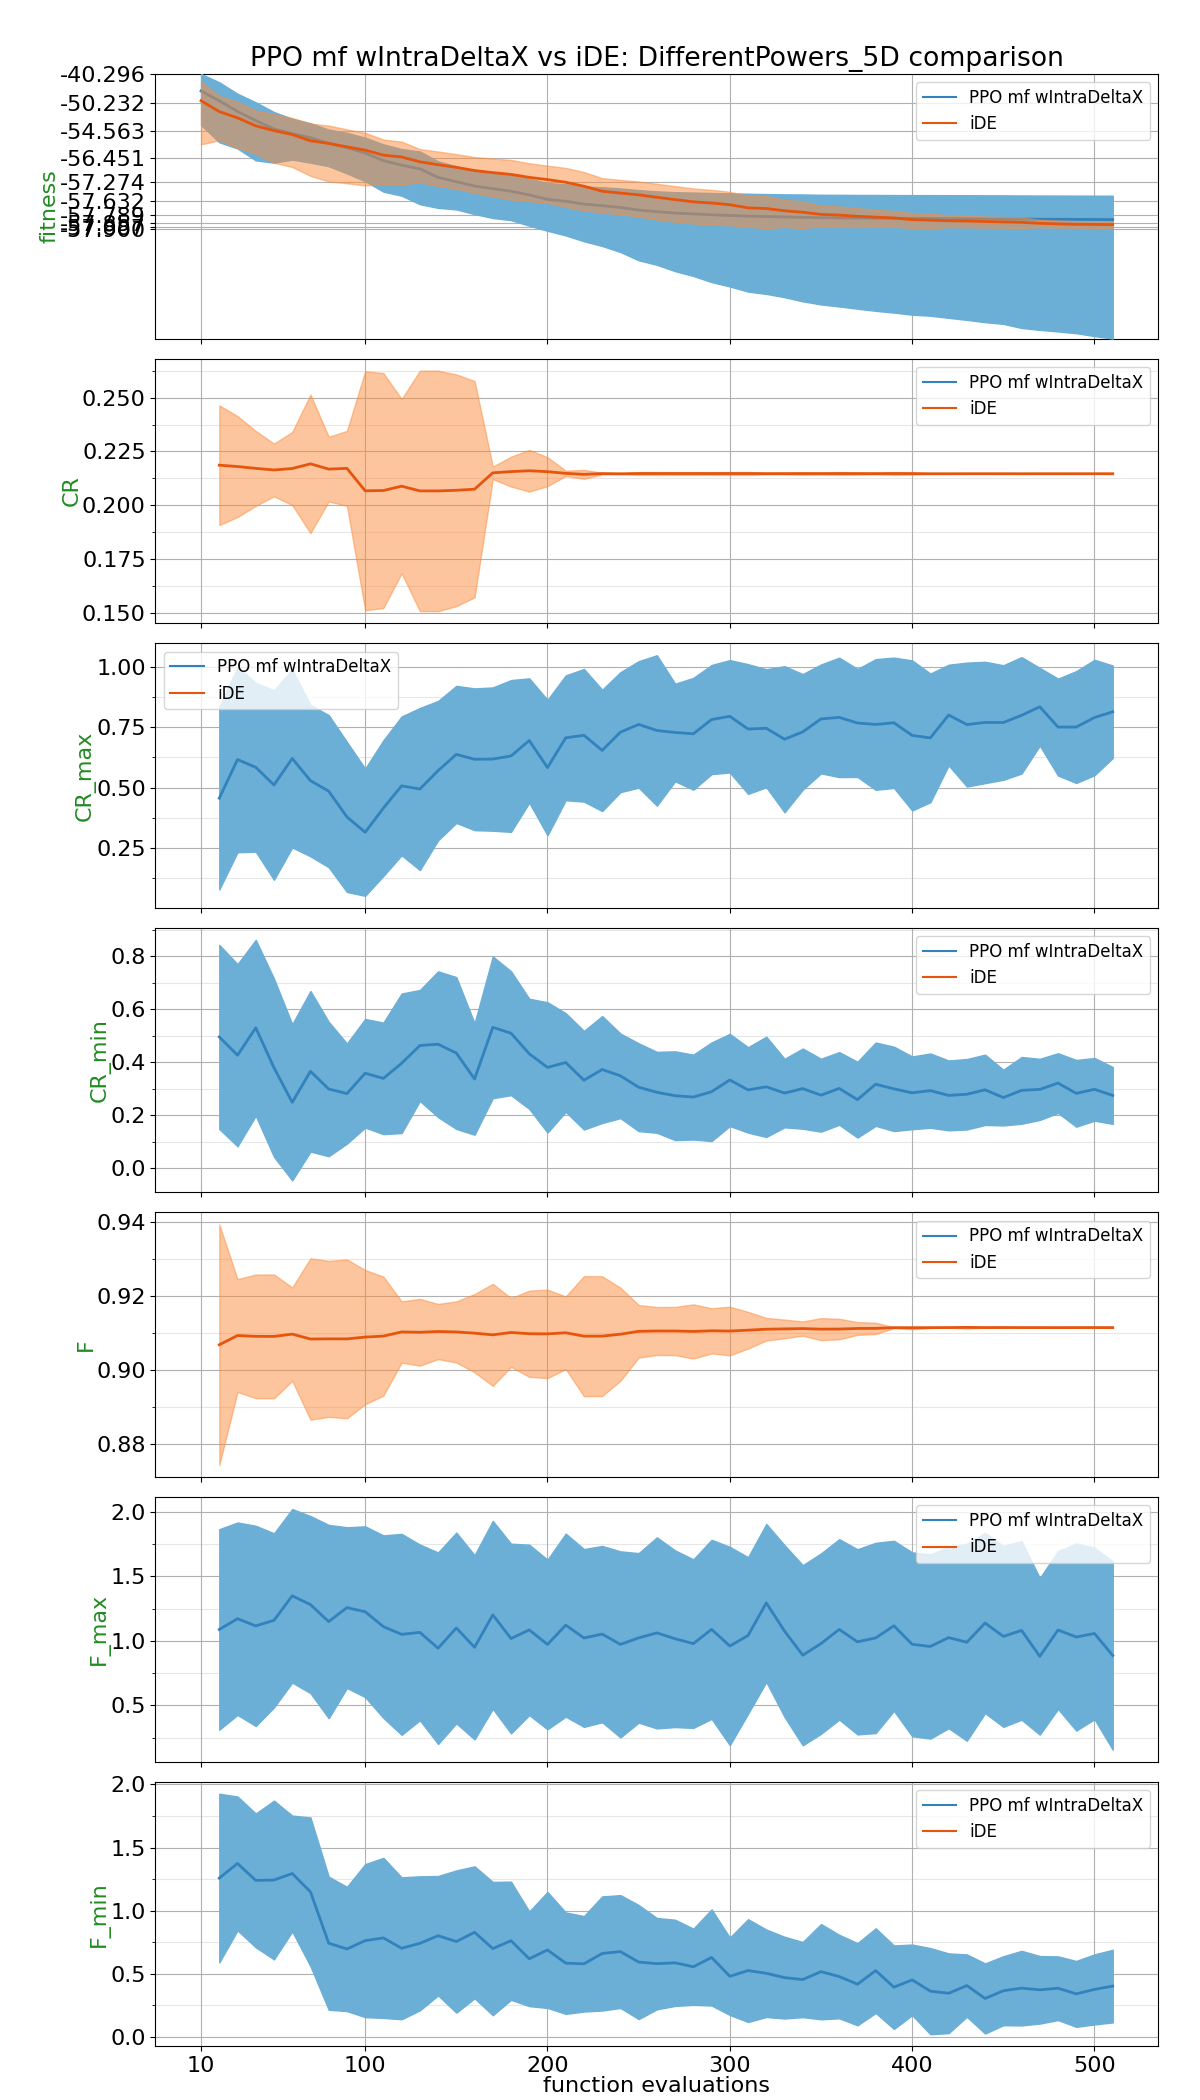 PPO mf wIntraDeltaX vs iDE: DifferentPowers_5D comparison
-40.296
-50.232
-54.563
-56.451
-57.274
-57.632
-57.789
fitness
PPO mf wIntraDeltaX
iDE
0.250
0.225
0.200
0.175
0.150
CR
PPO mf wIntraDeltaX
iDE
1.00
0.75
0.50
0.25
CR_max
PPO mf wIntraDeltaX
iDE
0.8
0.6
0.4
0.2
0.0
CR_min
PPO mf wIntraDeltaX
iDE
0.94
0.92
0.90
0.88
F
PPO mf wIntraDeltaX
iDE
2.0
1.5
1.0
0.5
F_max
PPO mf wIntraDeltaX
iDE
2.0
1.5
1.0
0.5
0.0
F_min
PPO mf wIntraDeltaX
iDE
10 100 200 300 400 500
function evaluations